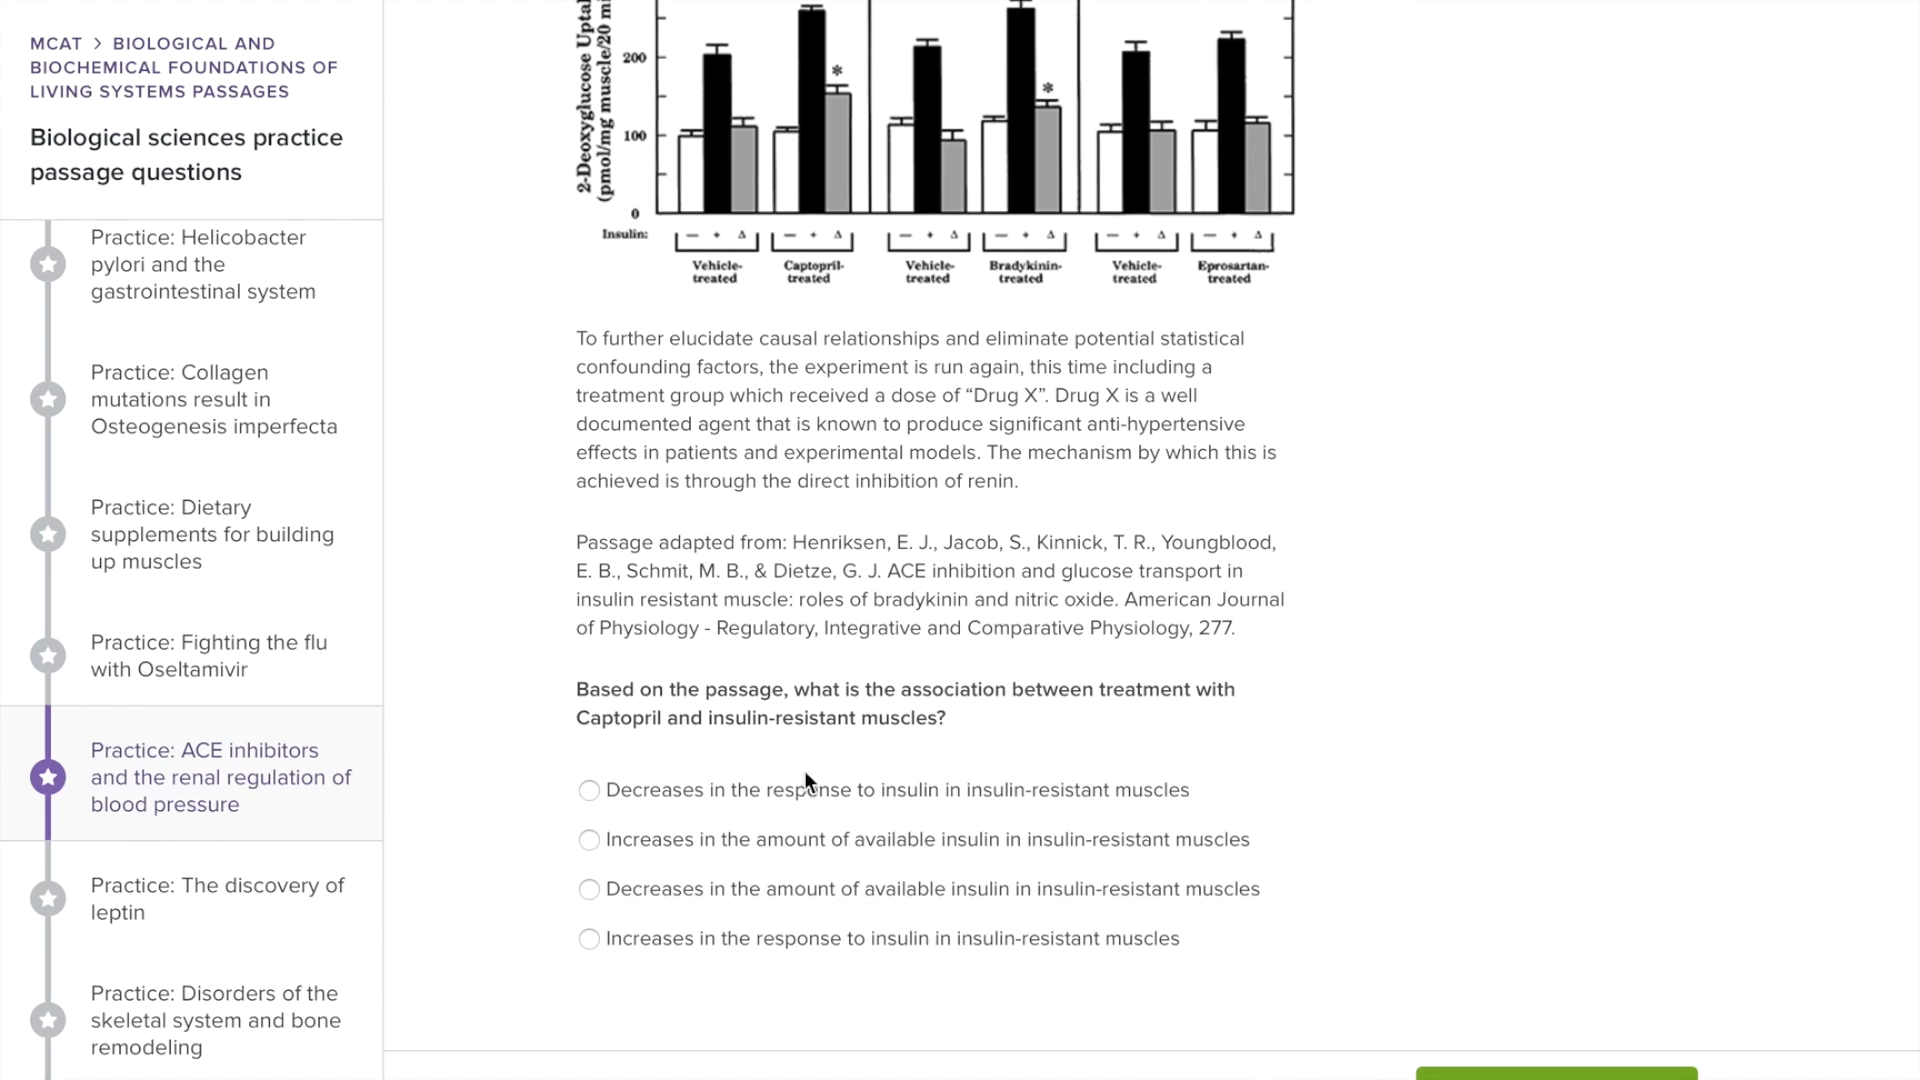 MCAT > BIOLOGICAL AND
BIOCHEMICAL FOUNDATIONS OF
LIVING SYSTEMS PASSAGES
Biological sciences practice
passage questions
Practice: Helicobacter
pylori and the
gastrointestinal system
Practice: Collagen
mutations result in
Osteogenesis imperfecta
Practice: Dietary
supplements for building
up muscles
Practice: Fighting the flu
with Oseltamivir
Practice: ACE inhibitors
and the renal regulation of
blood pressure
Practice: The discovery of
leptin
Practice: Disorders of the
skeletal system and bone
remodeling
2-Deoxyglucose
(pmol/mg muscle/20
200
100
0
* *
Insulin: — + Δ — + Δ — + Δ — + Δ — + Δ — + Δ
Vehicle- Captopril- Vehicle- Bradykinin- Vehicle- Eprosartan-
treated treated treated treated treated treated
To further elucidate causal relationships and eliminate potential statistical
confounding factors, the experiment is run again, this time including a
treatment group which received a dose of “Drug X”. Drug X is a well
documented agent that is known to produce significant anti-hypertensive
effects in patients and experimental models. The mechanism by which this is
achieved is through the direct inhibition of renin.
Passage adapted from: Henriksen, E. J., Jacob, S., Kinnick, T. R., Youngblood,
E. B., Schmit, M. B., & Dietze, G. J. ACE inhibition and glucose transport in
insulin resistant muscle: roles of bradykinin and nitric oxide. American Journal
of Physiology - Regulatory, Integrative and Comparative Physiology, 277.
Based on the passage, what is the association between treatment with
Captopril and insulin-resistant muscles?
Decreases in the response to insulin in insulin-resistant muscles
Increases in the amount of available insulin in insulin-resistant muscles
Decreases in the amount of available insulin in insulin-resistant muscles
Increases in the response to insulin in insulin-resistant muscles